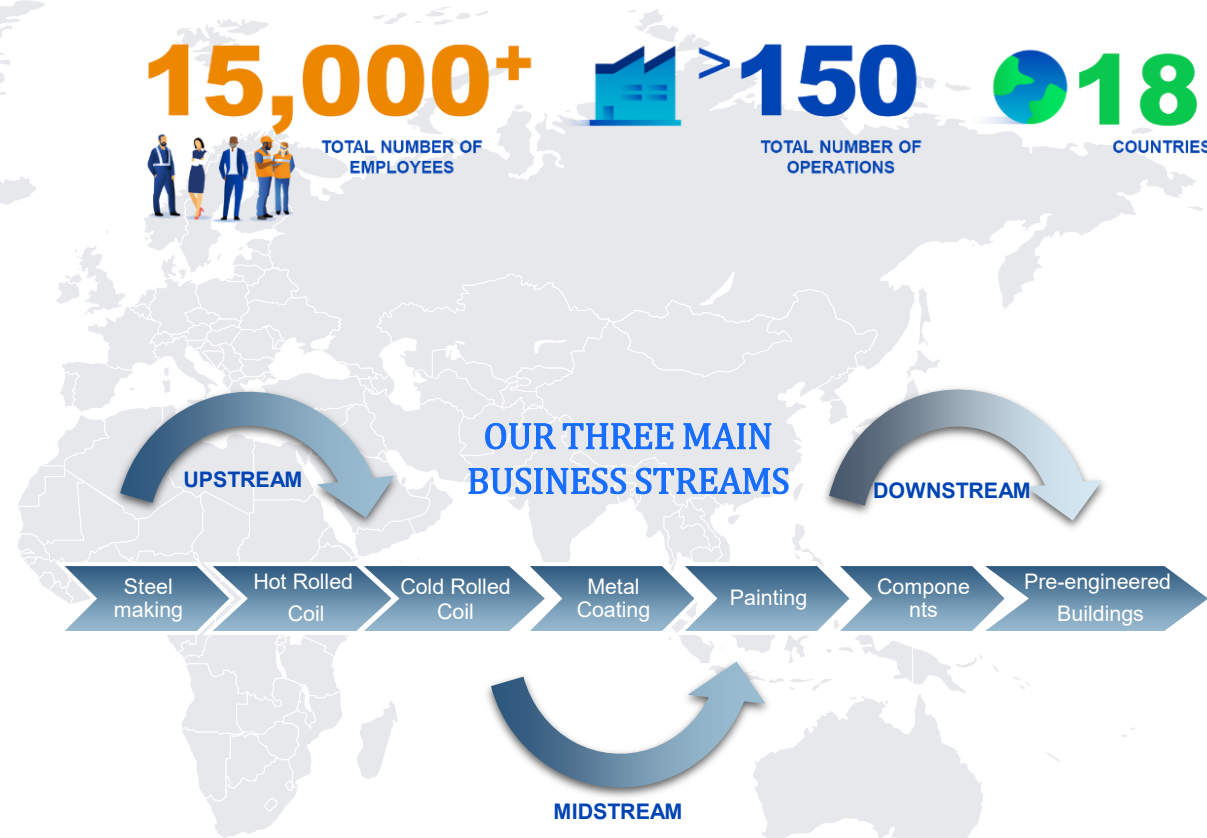 15,000+
TOTAL NUMBER OF
EMPLOYEES
>150
TOTAL NUMBER OF
OPERATIONS
18
COUNTRIES
OUR THREE MAIN
BUSINESS STREAMS
UPSTREAM
DOWNSTREAM
Steel
making
Hot Rolled
Coil
Cold Rolled
Coil
Metal
Coating
Painting
Compone
nts
Pre-engineered
Buildings
MIDSTREAM